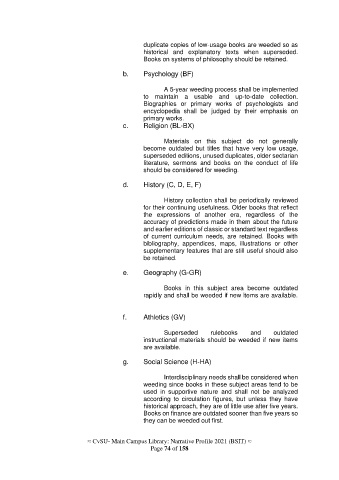 duplicate copies of low-usage books are weeded so as
historical and explanatory texts when superseded.
Books on systems of philosophy should be retained.
b. Psychology (BF)
A 5-year weeding process shall be implemented
to maintain a usable and up-to-date collection.
Biographies or primary works of psychologists and
encyclopedia shall be judged by their emphasis on
primary works.
c. Religion (BL-BX)
Materials on this subject do not generally
become outdated but titles that have very low usage,
superseded editions, unused duplicates, older sectarian
literature, sermons and books on the conduct of life
should be considered for weeding.
d. History (C, D, E, F)
History collection shall be periodically reviewed
for their continuing usefulness. Older books that reflect
the expressions of another era, regardless of the
accuracy of predictions made in them about the future
and earlier editions of classic or standard text regardless
of current curriculum needs, are retained. Books with
bibliography, appendices, maps, illustrations or other
supplementary features that are still useful should also
be retained.
e. Geography (G-GR)
Books in this subject area become outdated
rapidly and shall be weeded if new items are available.
f. Athletics (GV)
Superseded rulebooks and outdated
instructional materials should be weeded if new items
are available.
g. Social Science (H-HA)
Interdisciplinary needs shall be considered when
weeding since books in these subject areas tend to be
used in supportive nature and shall not be analyzed
according to circulation figures, but unless they have
historical approach, they are of little use after five years.
Books on finance are outdated sooner than five years so
they can be weeded out first.
≈ CvSU- Main Campus Library: Narrative Profile 2021 (BSIT) ≈
Page 74 of 158